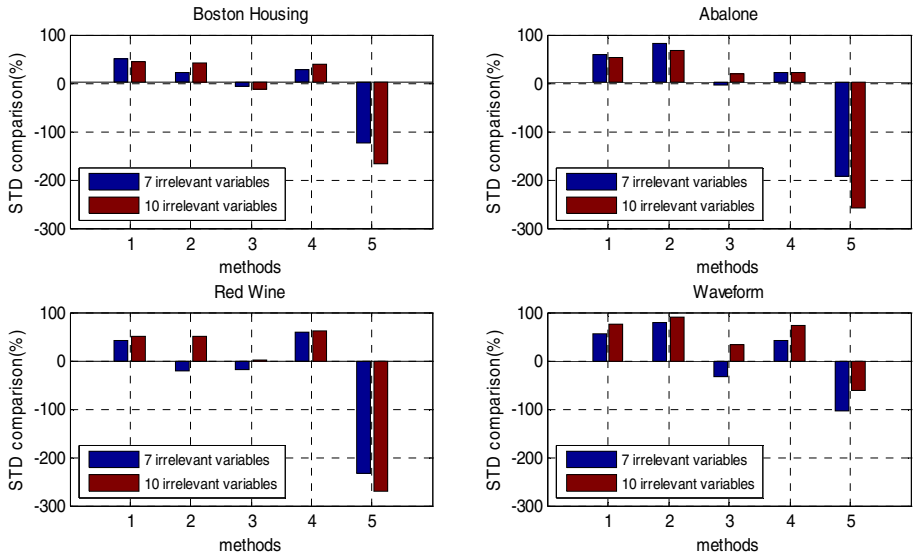 Boston Housing
100
0
-100
-200
-300
STD comparison(%)
7 irrelevant variables
10 irrelevant variables
1 2 3 4 5
methods
Abalone
100
0
-100
-200
-300
STD comparison(%)
7 irrelevant variables
10 irrelevant variables
1 2 3 4 5
methods
Red Wine
100
0
-100
-200
-300
STD comparison(%
7 irrelevant variables
10 irrelevant variables
1 2 3 4 5
methods
Waveform
100
0
-100
-200
-300
STD comparison(%
7 irrelevant variables
10 irrelevant variables
1 2 3 4 5
methods